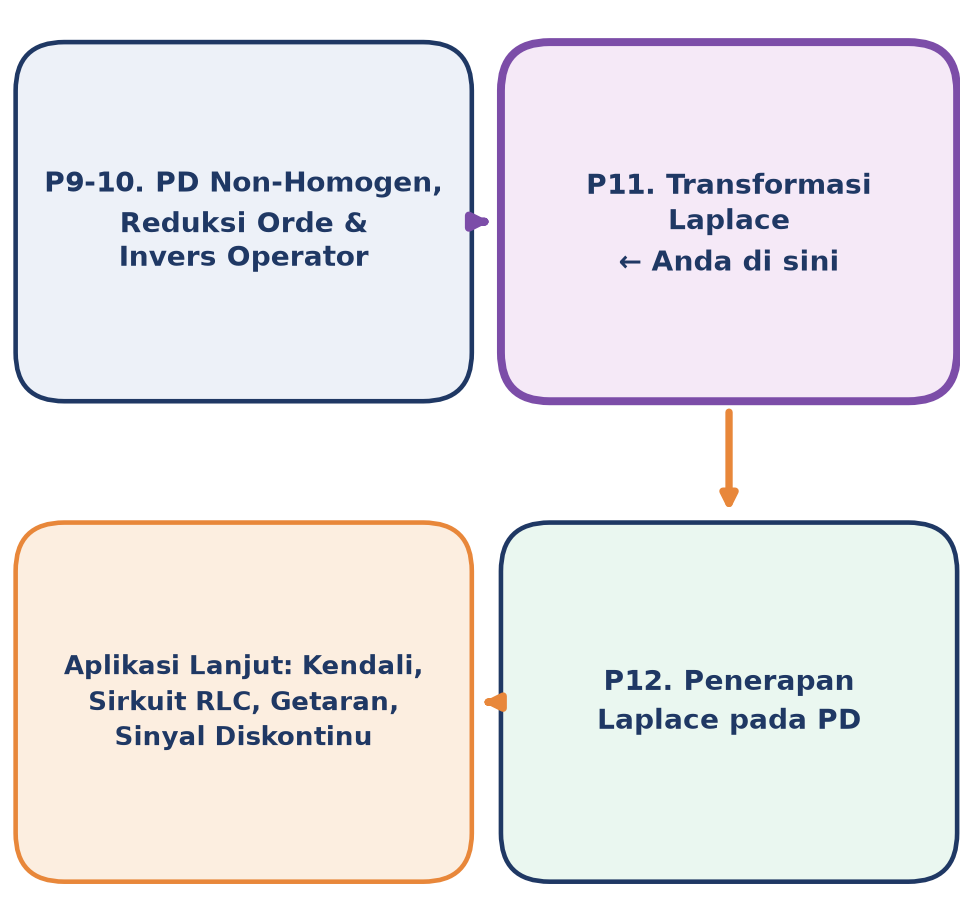 P9-10. PD Non-Homogen,
Reduksi Orde &
Invers Operator
P11. Transformasi
Laplace
← Anda di sini
Aplikasi Lanjut: Kendali,
Sirkuit RLC, Getaran,
Sinyal Diskontinu
P12. Penerapan
Laplace pada PD